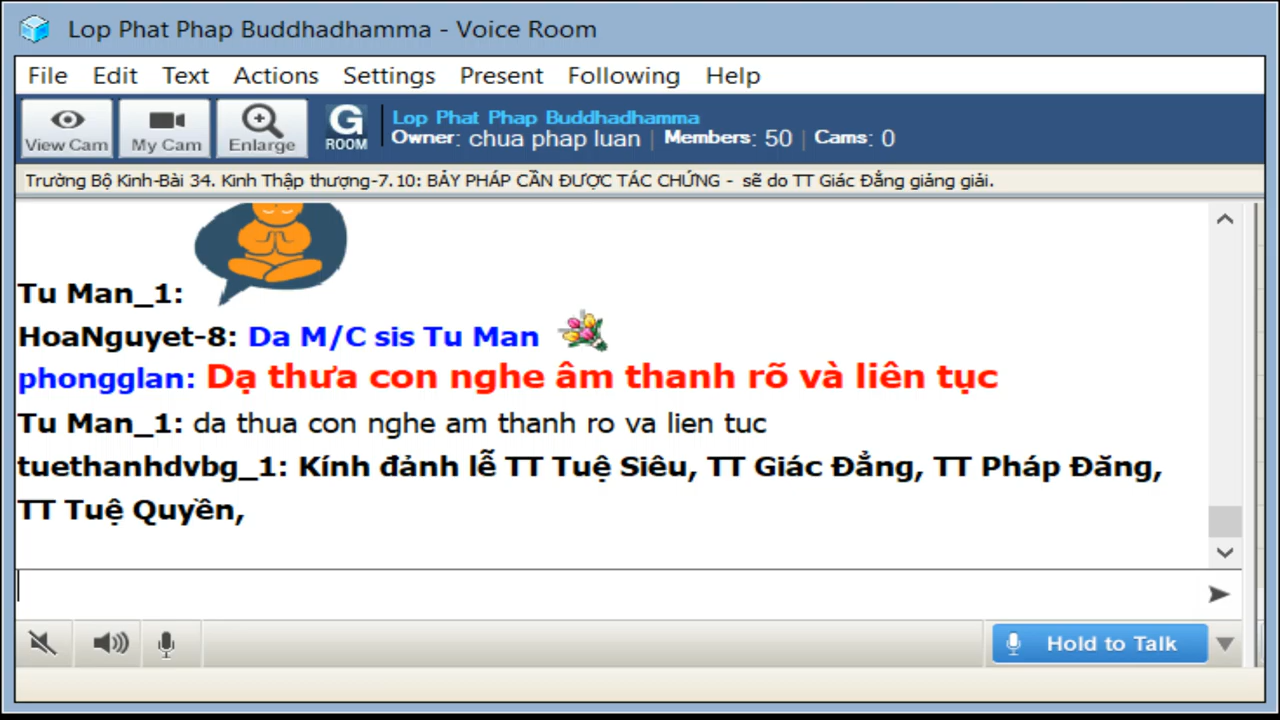 Lop Phat Phap Buddhadhamma - Voice Room
File Edit Text Actions Settings Present Following Help
View Cam My Cam Enlarge G ROOM
Lop Phat Phap Buddhadhamma
Owner: chua phap luan | Members: 50 | Cams: 0
Trường Bộ Kinh-Bài 34. Kinh Thập thượng-7.10: BẢY PHÁP CẦN ĐƯỢC TÁC CHỨNG - sẽ do TT Giác Đẳng giảng giải.
Tu Man_1:
HoaNguyet-8: Da M/C sis Tu Man
phongglan: Dạ thưa con nghe âm thanh rõ và liên tục
Tu Man_1: da thua con nghe am thanh ro va lien tuc
tuethanhdvbg_1: Kính đảnh lễ TT Tuệ Siêu, TT Giác Đẳng, TT Pháp Đăng,
TT Tuệ Quyền,
Hold to Talk